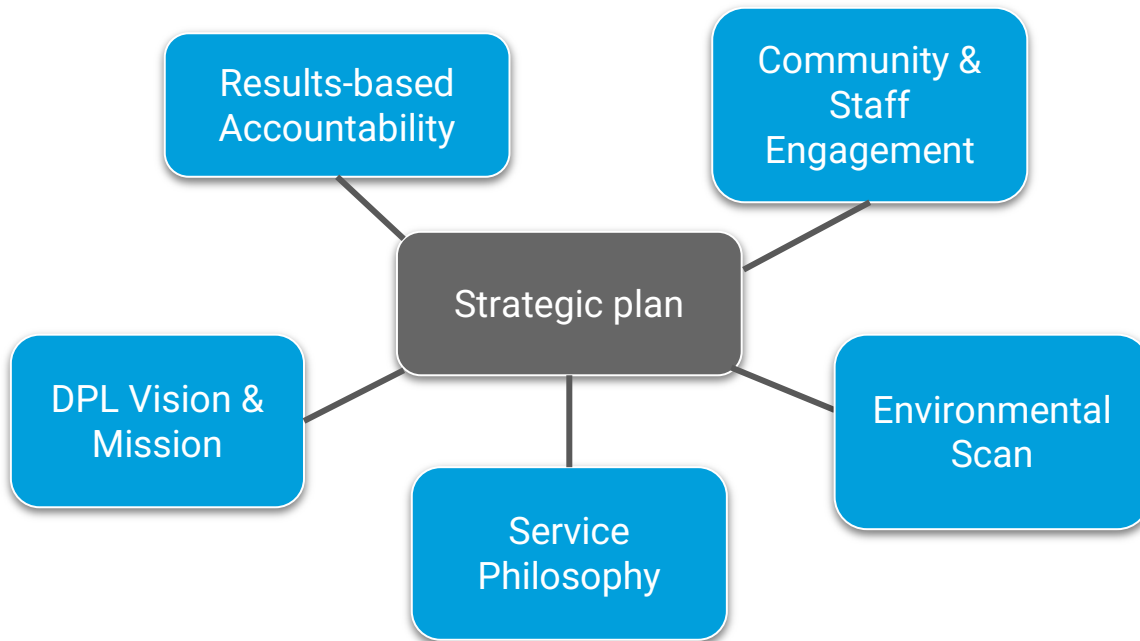 Results-based
Accountability
Community &
Staff
Engagement
Strategic plan
DPL Vision &
Mission
Environmental
Scan
Service
Philosophy